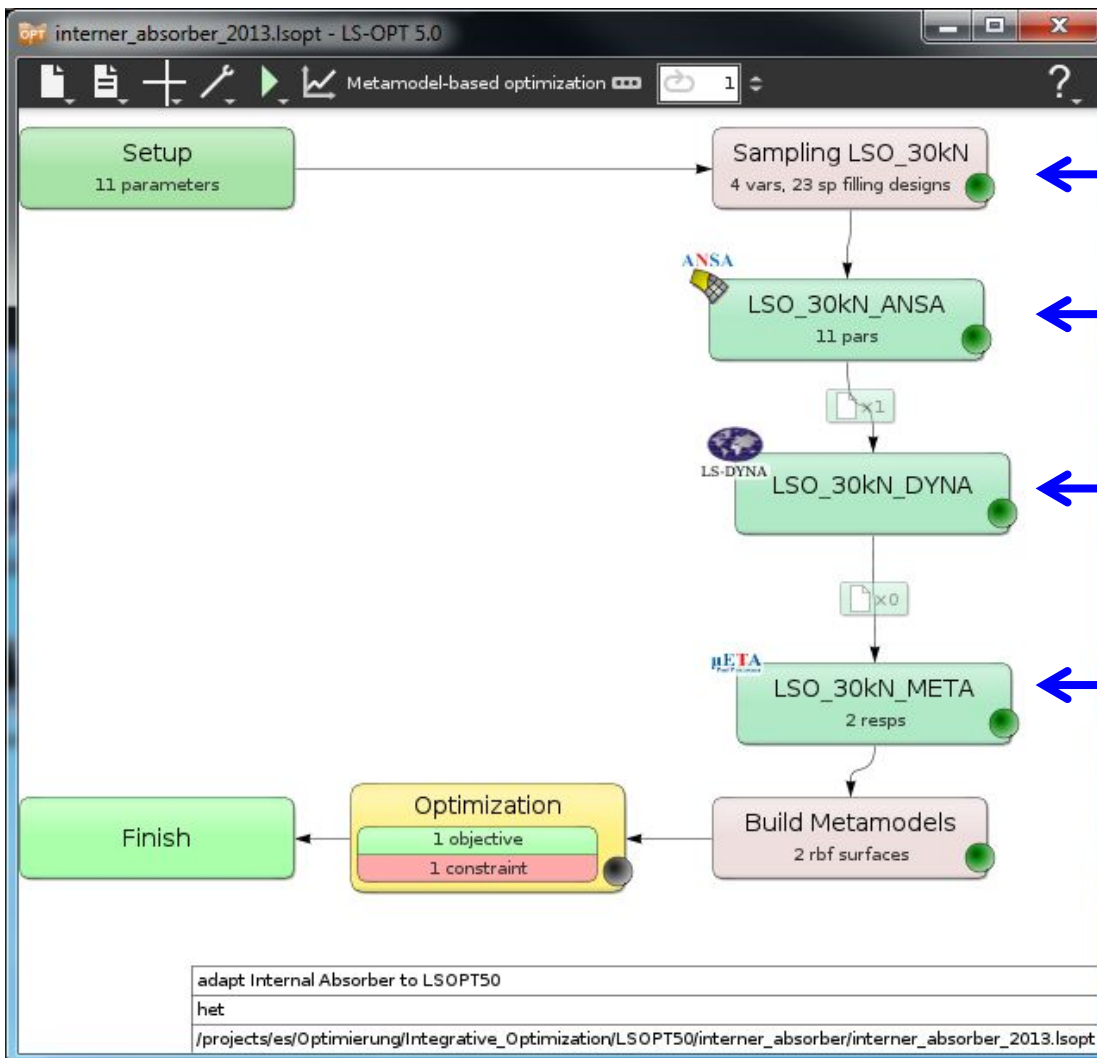 interner_absorber_2013.lsopt - LS-OPT 5.0
Metamodel-based optimization
1
?
Setup
11 parameters
Sampling LSO_30kN
4 vars, 23 sp filling designs
ANSA
LSO_30kN_ANSA
11 pars
×1
LS-DYNA
LSO_30kN_DYNA
×0
µETA
LSO_30kN_META
2 resps
Finish
Optimization
1 objective
1 constraint
Build Metamodels
2 rbf surfaces
adapt Internal Absorber to LSOPT50
het
/projects/es/Optimierung/Integrative_Optimization/LSOPT50/interner_absorber/interner_absorber_2013.lsopt